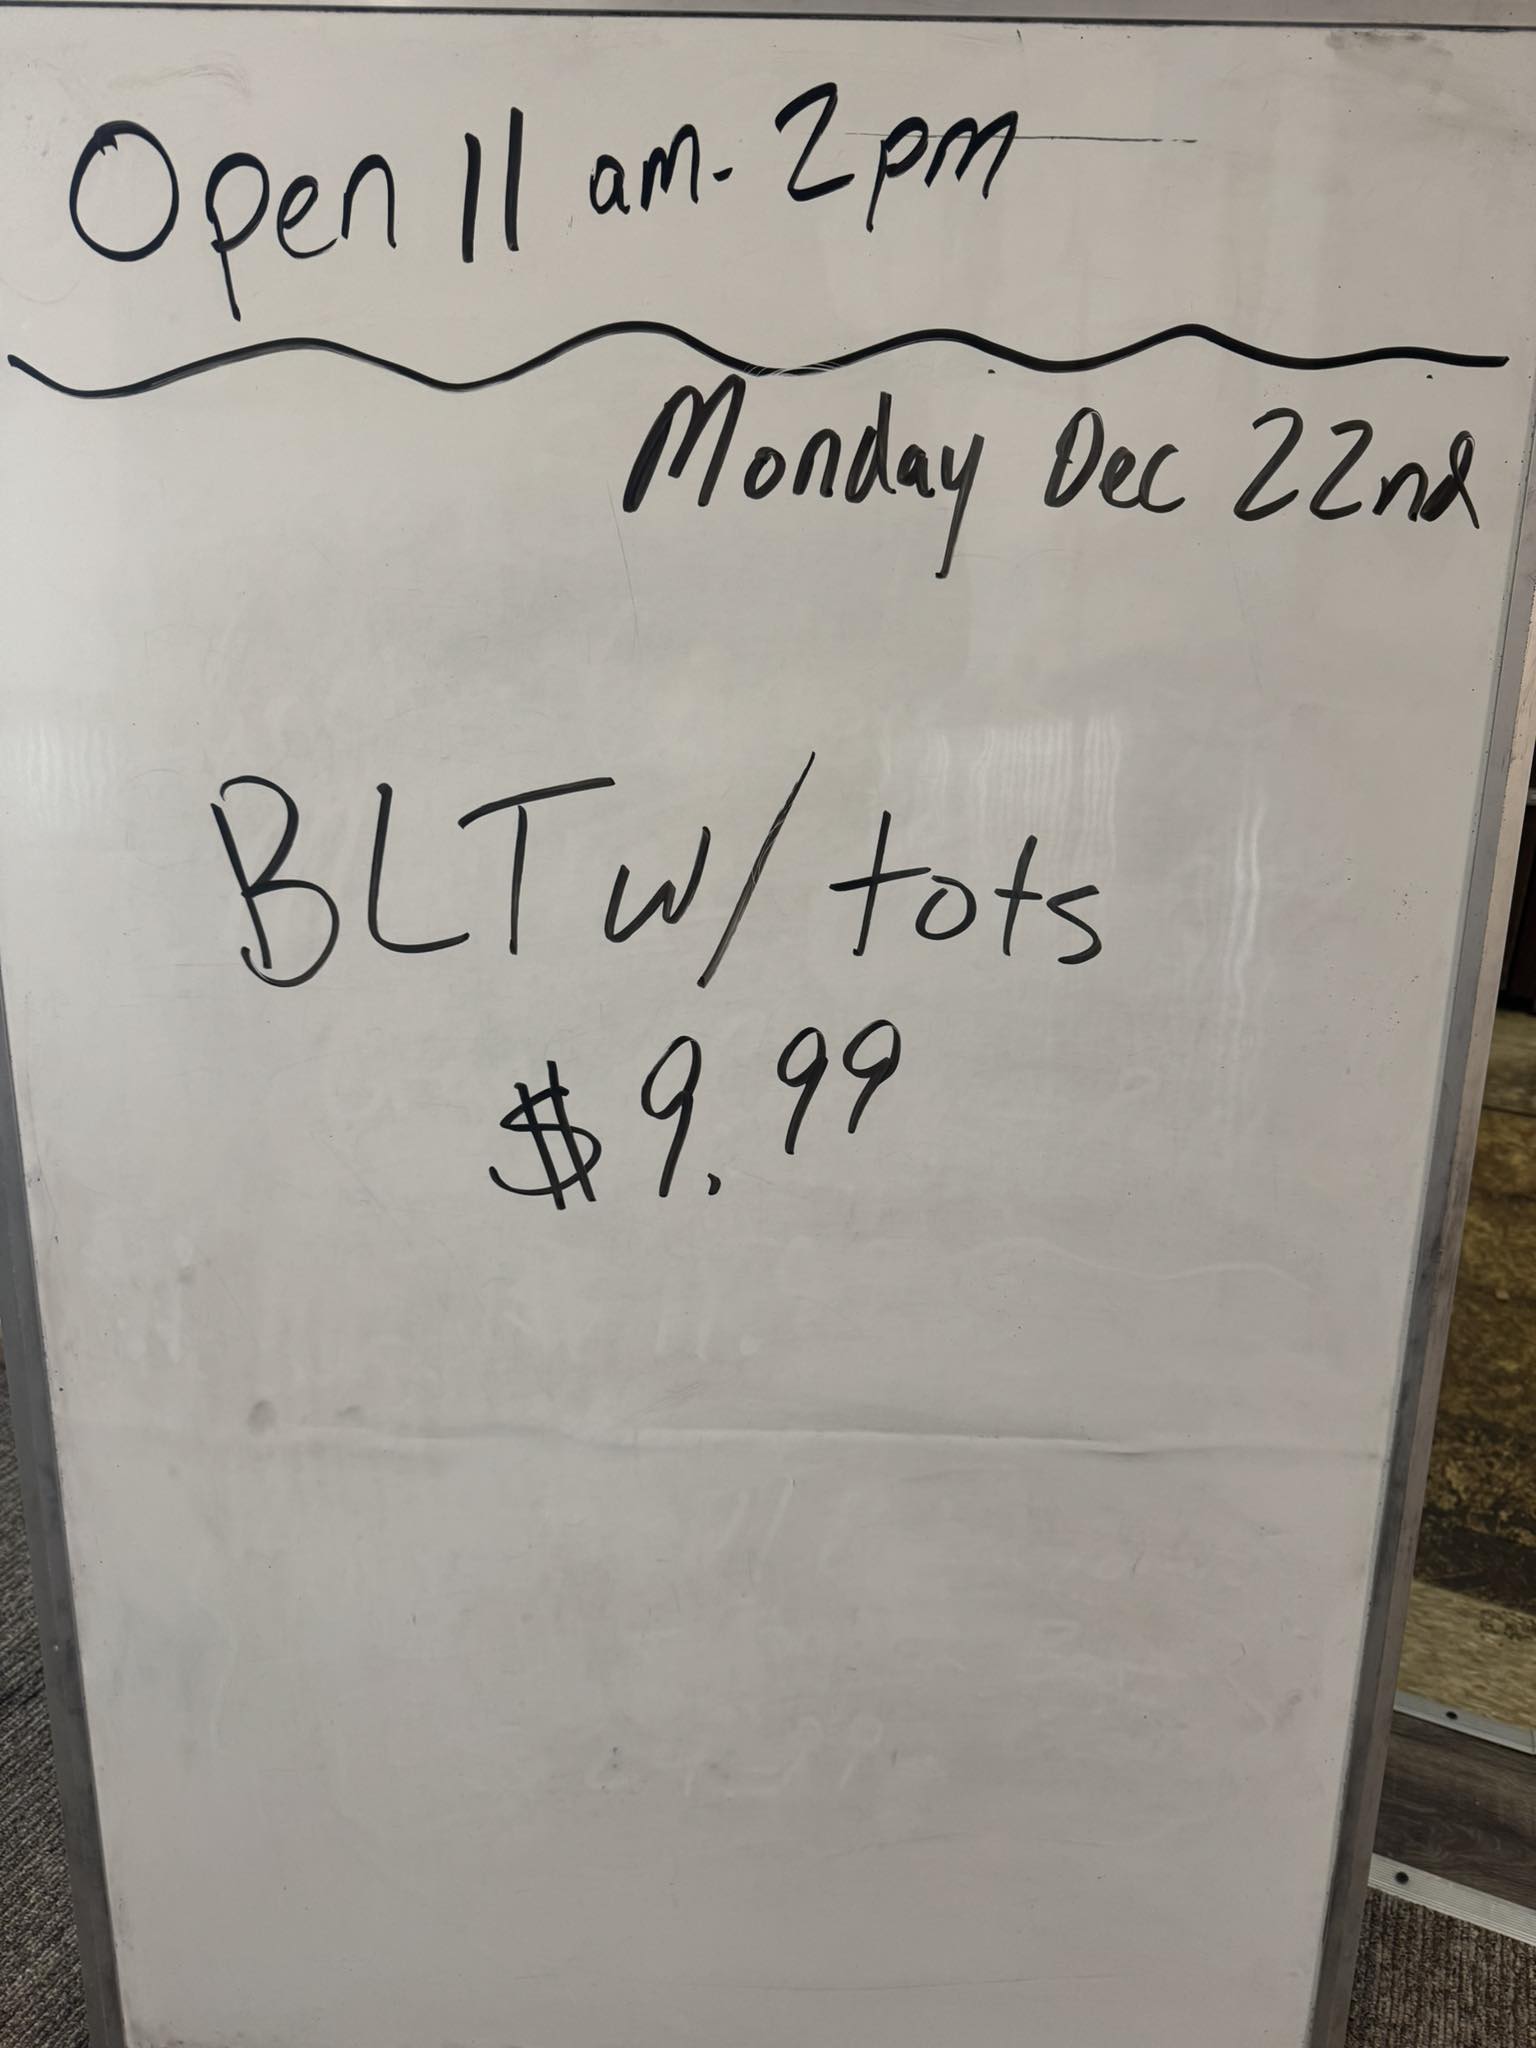 Open 11 am - 2pm
Monday Dec 22nd
BLT w/ tots
$9.99